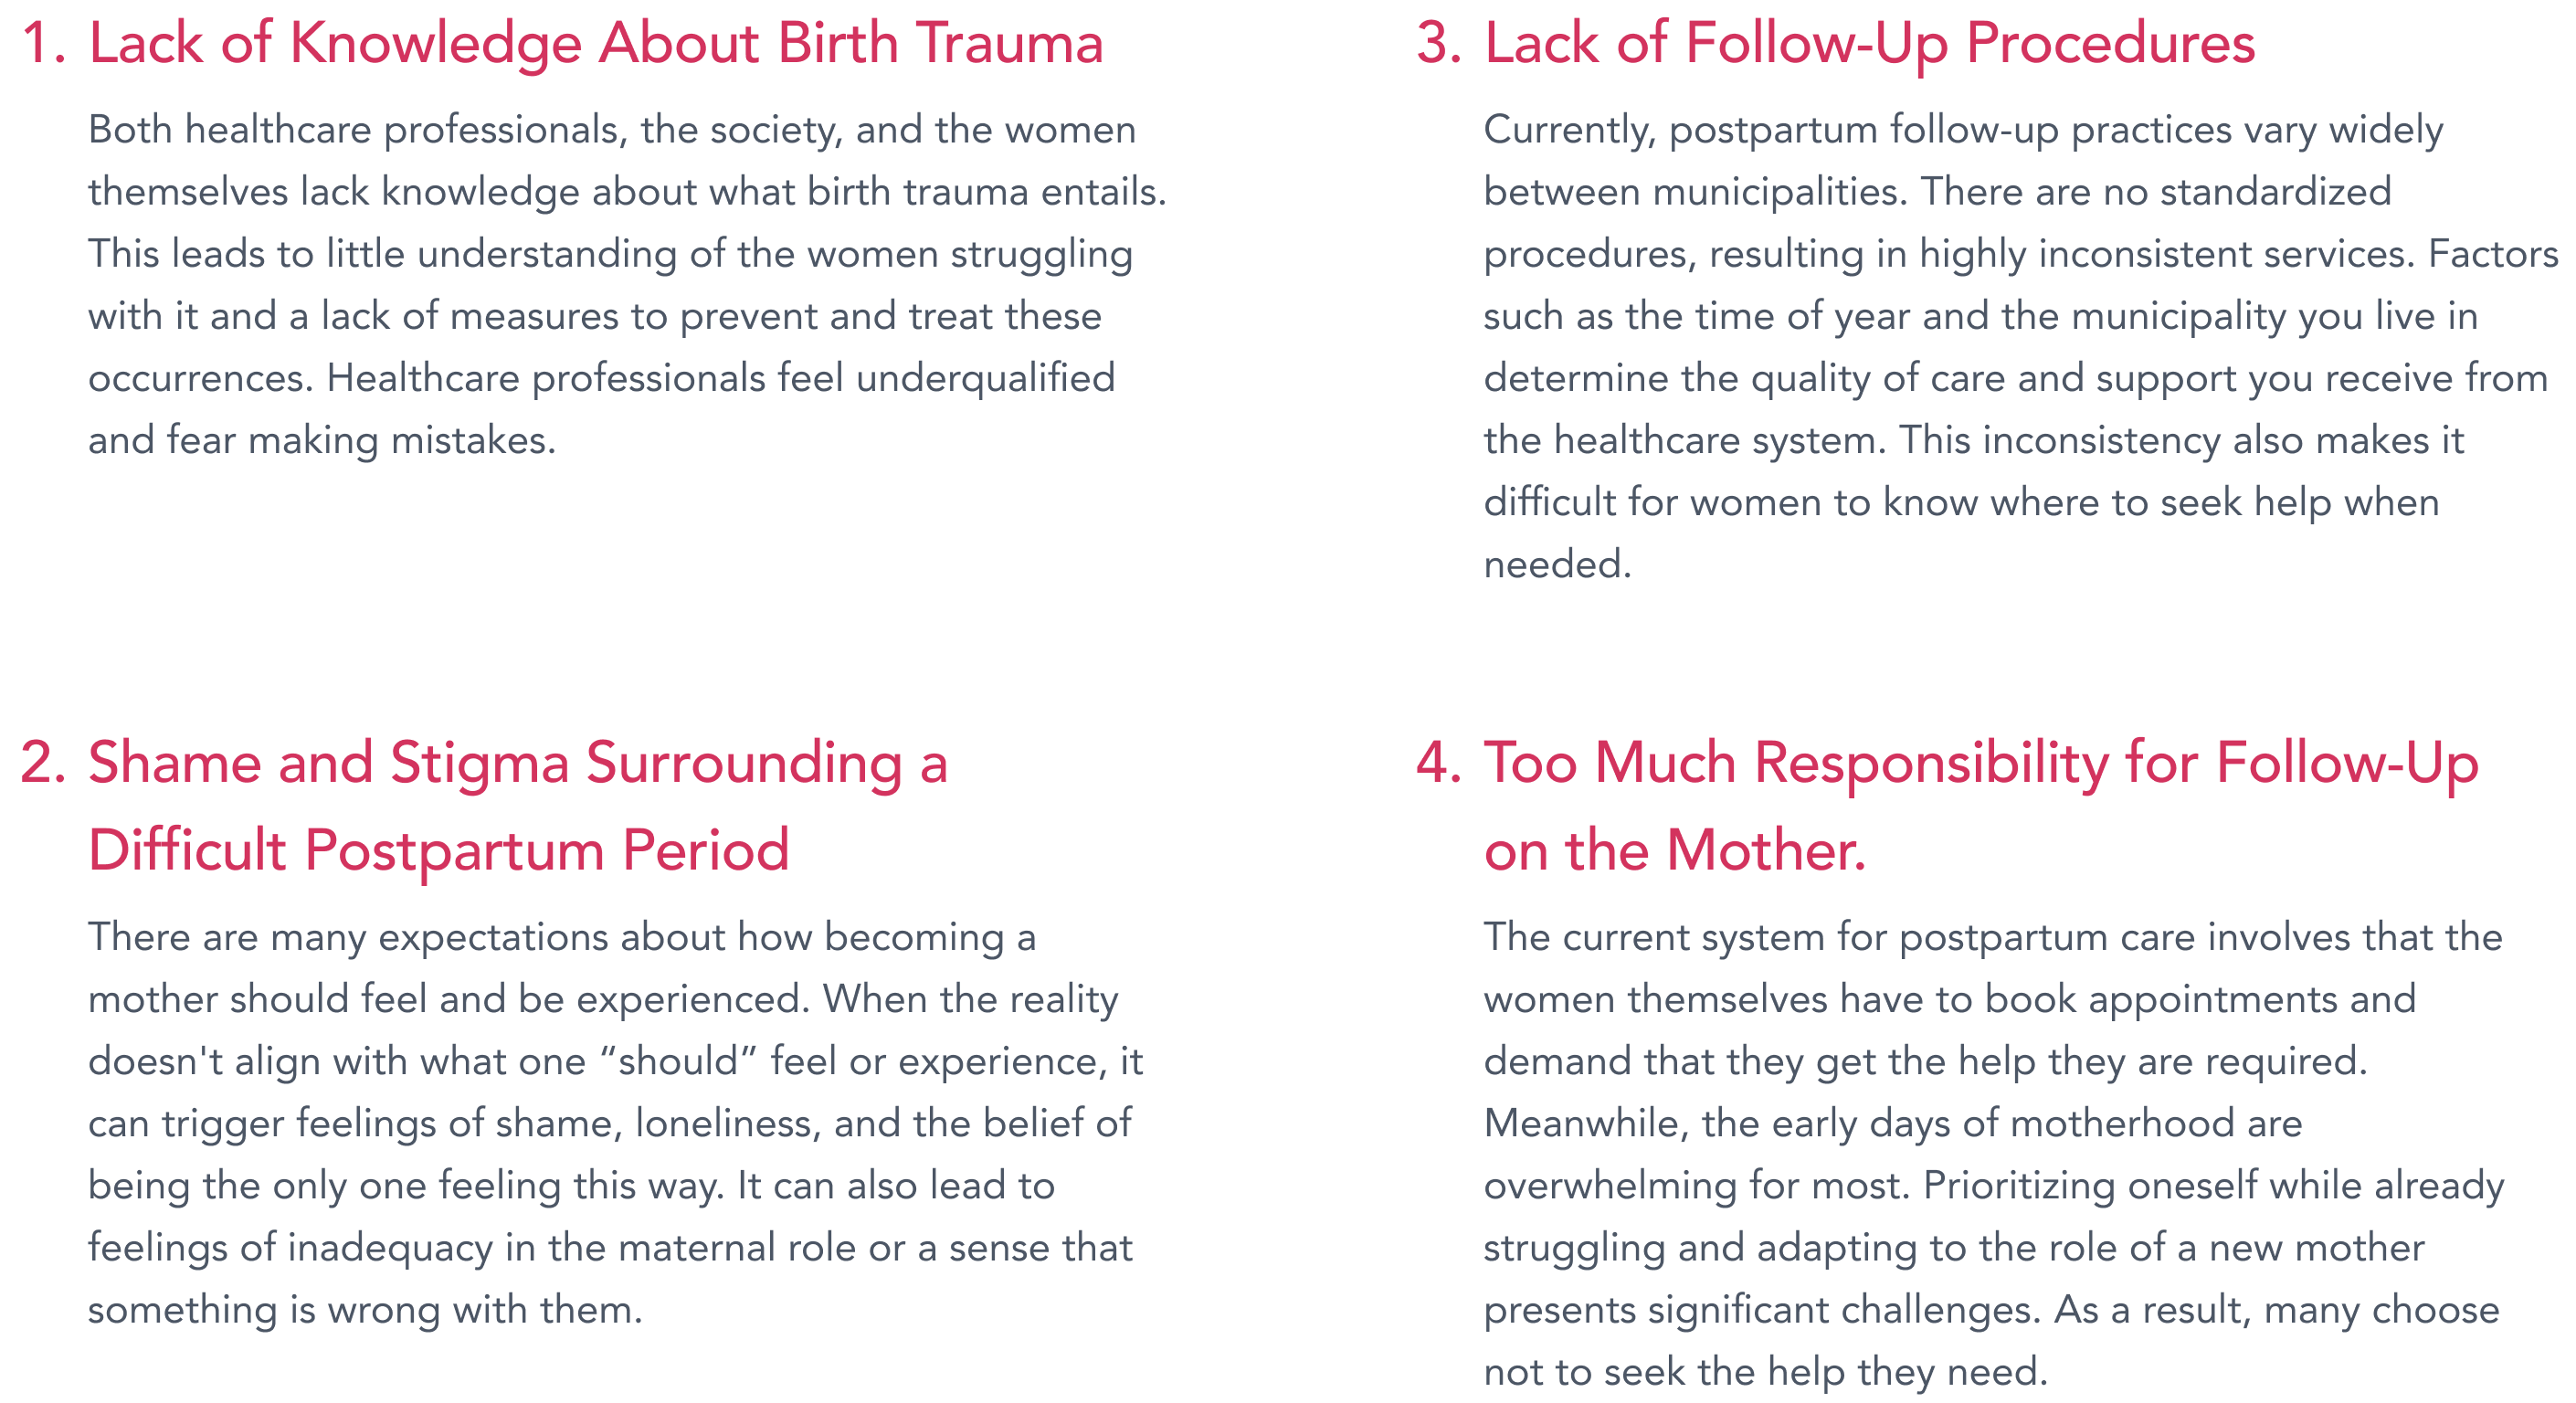 1. Lack of Knowledge About Birth Trauma
Both healthcare professionals, the society, and the women
themselves lack knowledge about what birth trauma entails.
This leads to little understanding of the women struggling
with it and a lack of measures to prevent and treat these
occurrences. Healthcare professionals feel underqualified
and fear making mistakes.
2. Shame and Stigma Surrounding a
Difficult Postpartum Period
There are many expectations about how becoming a
mother should feel and be experienced. When the reality
doesn't align with what one “should” feel or experience, it
can trigger feelings of shame, loneliness, and the belief of
being the only one feeling this way. It can also lead to
feelings of inadequacy in the maternal role or a sense that
something is wrong with them.
3. Lack of Follow-Up Procedures
Currently, postpartum follow-up practices vary widely
between municipalities. There are no standardized
procedures, resulting in highly inconsistent services. Factors
such as the time of year and the municipality you live in
determine the quality of care and support you receive from
the healthcare system. This inconsistency also makes it
difficult for women to know where to seek help when
needed.
4. Too Much Responsibility for Follow-Up
on the Mother.
The current system for postpartum care involves that the
women themselves have to book appointments and
demand that they get the help they are required.
Meanwhile, the early days of motherhood are
overwhelming for most. Prioritizing oneself while already
struggling and adapting to the role of a new mother
presents significant challenges. As a result, many choose
not to seek the help they need.